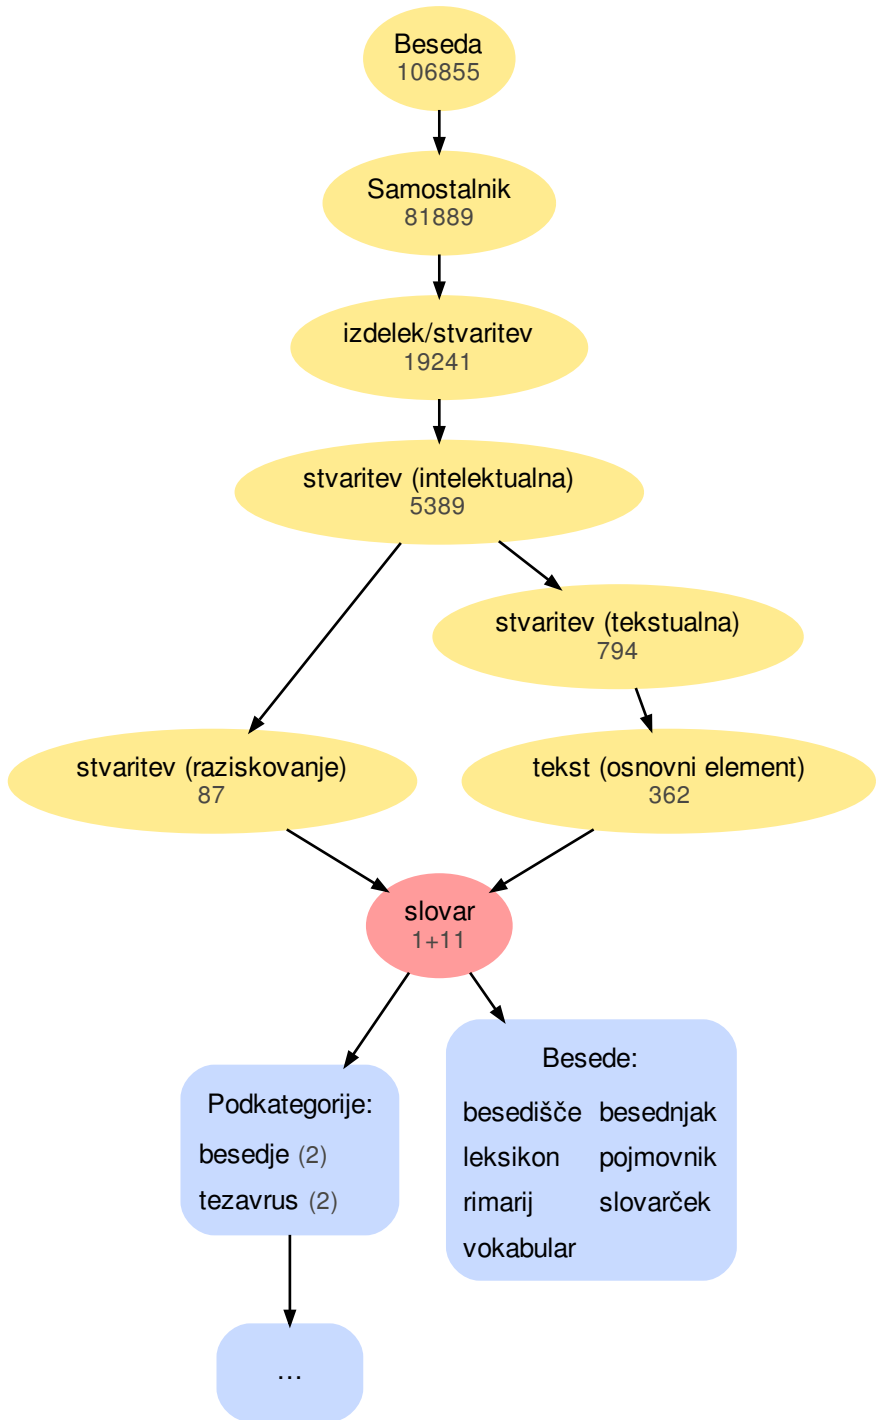 Beseda
106855
Samostalnik
81889
izdelek/stvaritev
19241
stvaritev (intelektualna)
5389
stvaritev (tekstualna)
794
stvaritev (raziskovanje)
87
tekst (osnovni element)
362
slovar
1+11
Podkategorije:
besedje (2)
tezavrus (2)
Besede:
besedišče besednjak
leksikon pojmovnik
rimarij slovarček
vokabular
...